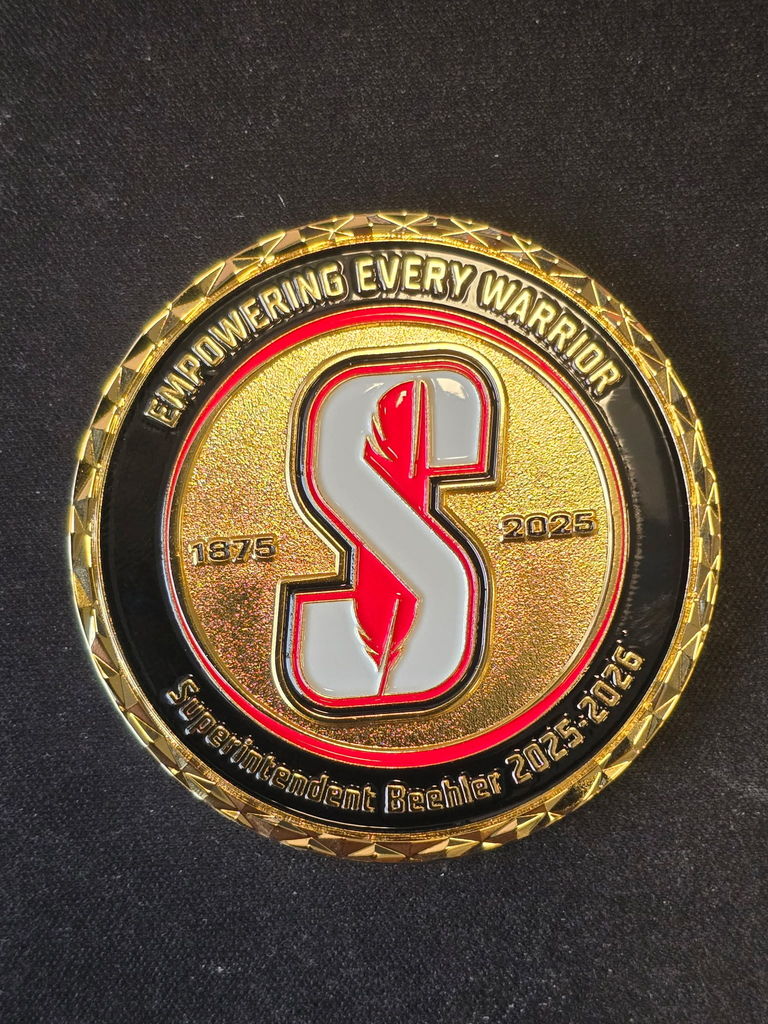 EMPOWERING EVERY WARRIOR
S
1875
2025
Superintendent Beehler 2025-2026